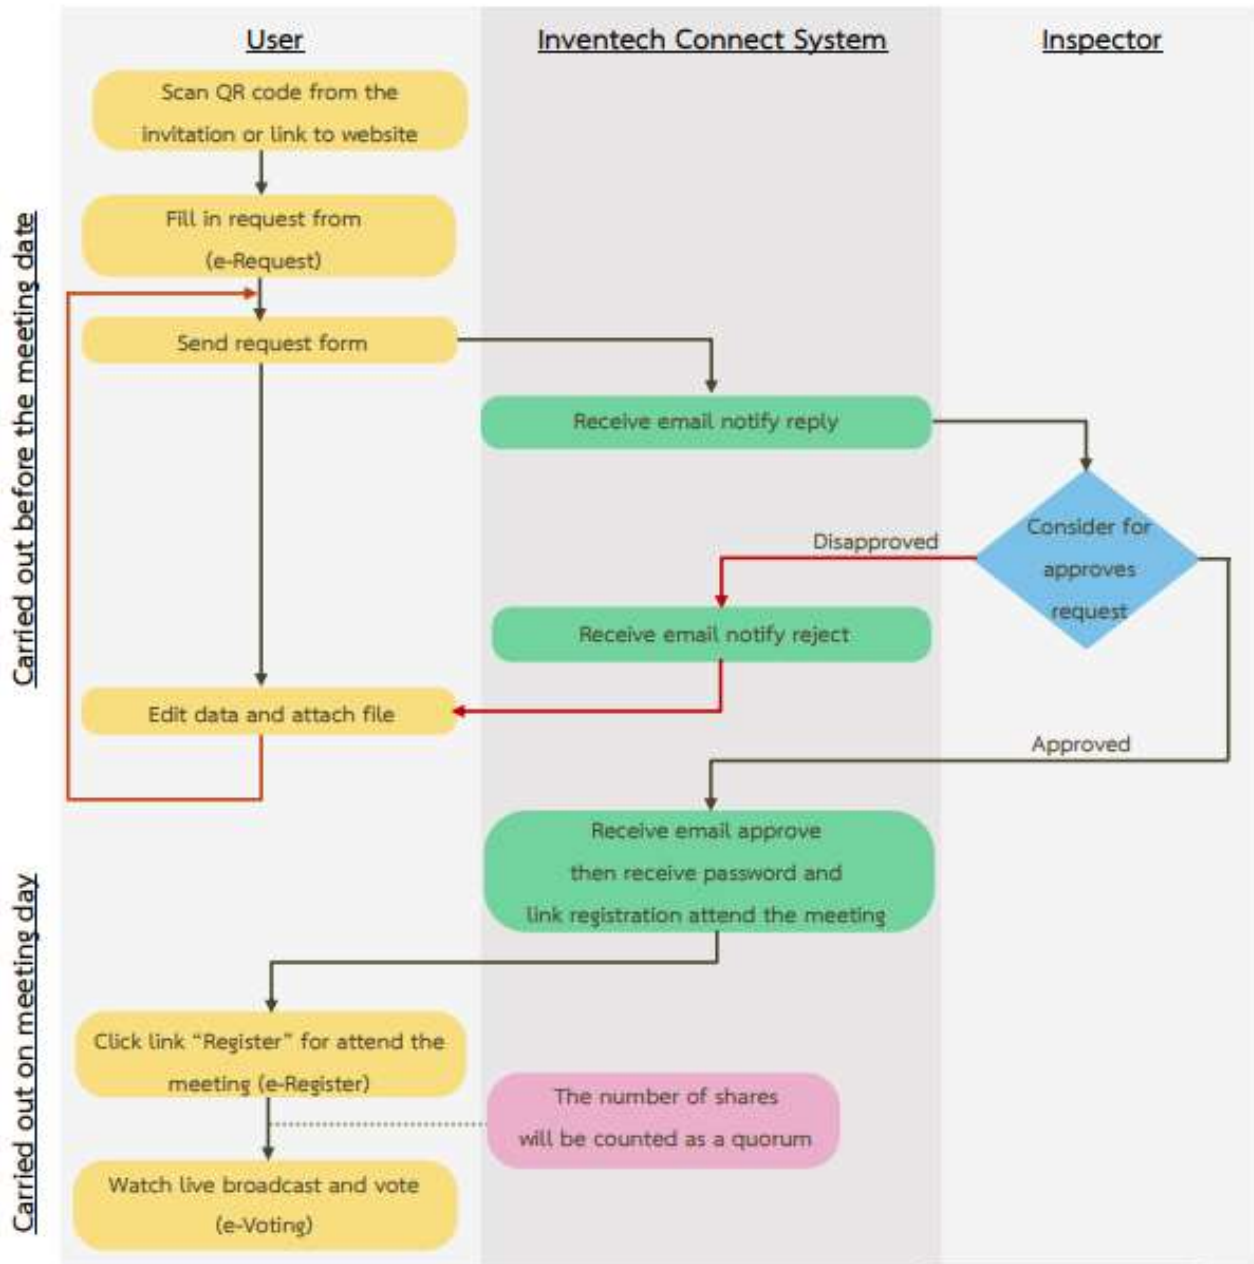 User
Inventech Connect System
Inspector
Scan QR code from the
invitation or link to website
Fill in request from
(e-Request)
Send request form
Receive email notify reply
Consider for
approves
request
Disapproved
Receive email notify reject
Edit data and attach file
Approved
Receive email approve
then receive password and
link registration attend the meeting
Click link “Register” for attend the
meeting (e-Register)
The number of shares
will be counted as a quorum
Watch live broadcast and vote
(e-Voting)
Carried out before the meeting date
Carried out on meeting day